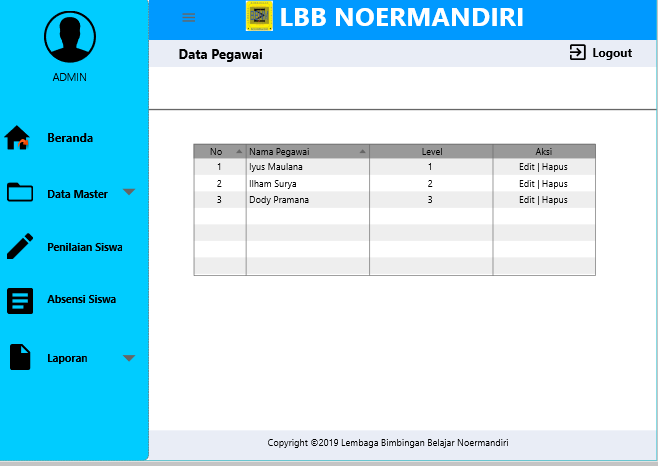 LBB NOERMANDIRI
ADMIN
Data Pegawai
Logout
Beranda
Data Master
Penilaian Siswa
Absensi Siswa
Laporan
No Nama Pegawai Level Aksi
1 Iyus Maulana 1 Edit | Hapus
2 Ilham Surya 2 Edit | Hapus
3 Dody Pramana 3 Edit | Hapus
Copyright ©2019 Lembaga Bimbingan Belajar Noermandiri